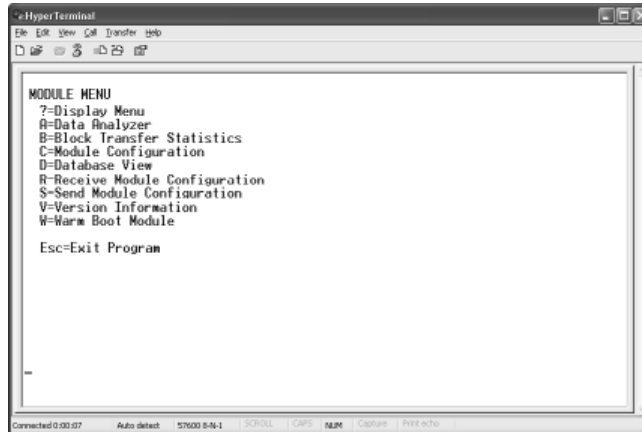 HyperTerminal
File Edit View Call Transfer Help
MODULE MENU
?=Display Menu
A=Data Analyzer
B=Block Transfer Statistics
C=Module Configuration
D=Database View
R=Receive Module Configuration
S=Send Module Configuration
V=Version Information
W=Warm Boot Module
Esc=Exit Program
Connected 0:00:07 Auto detect 57600 8-N-1 SCROLL CAPS NUM Capture Print echo